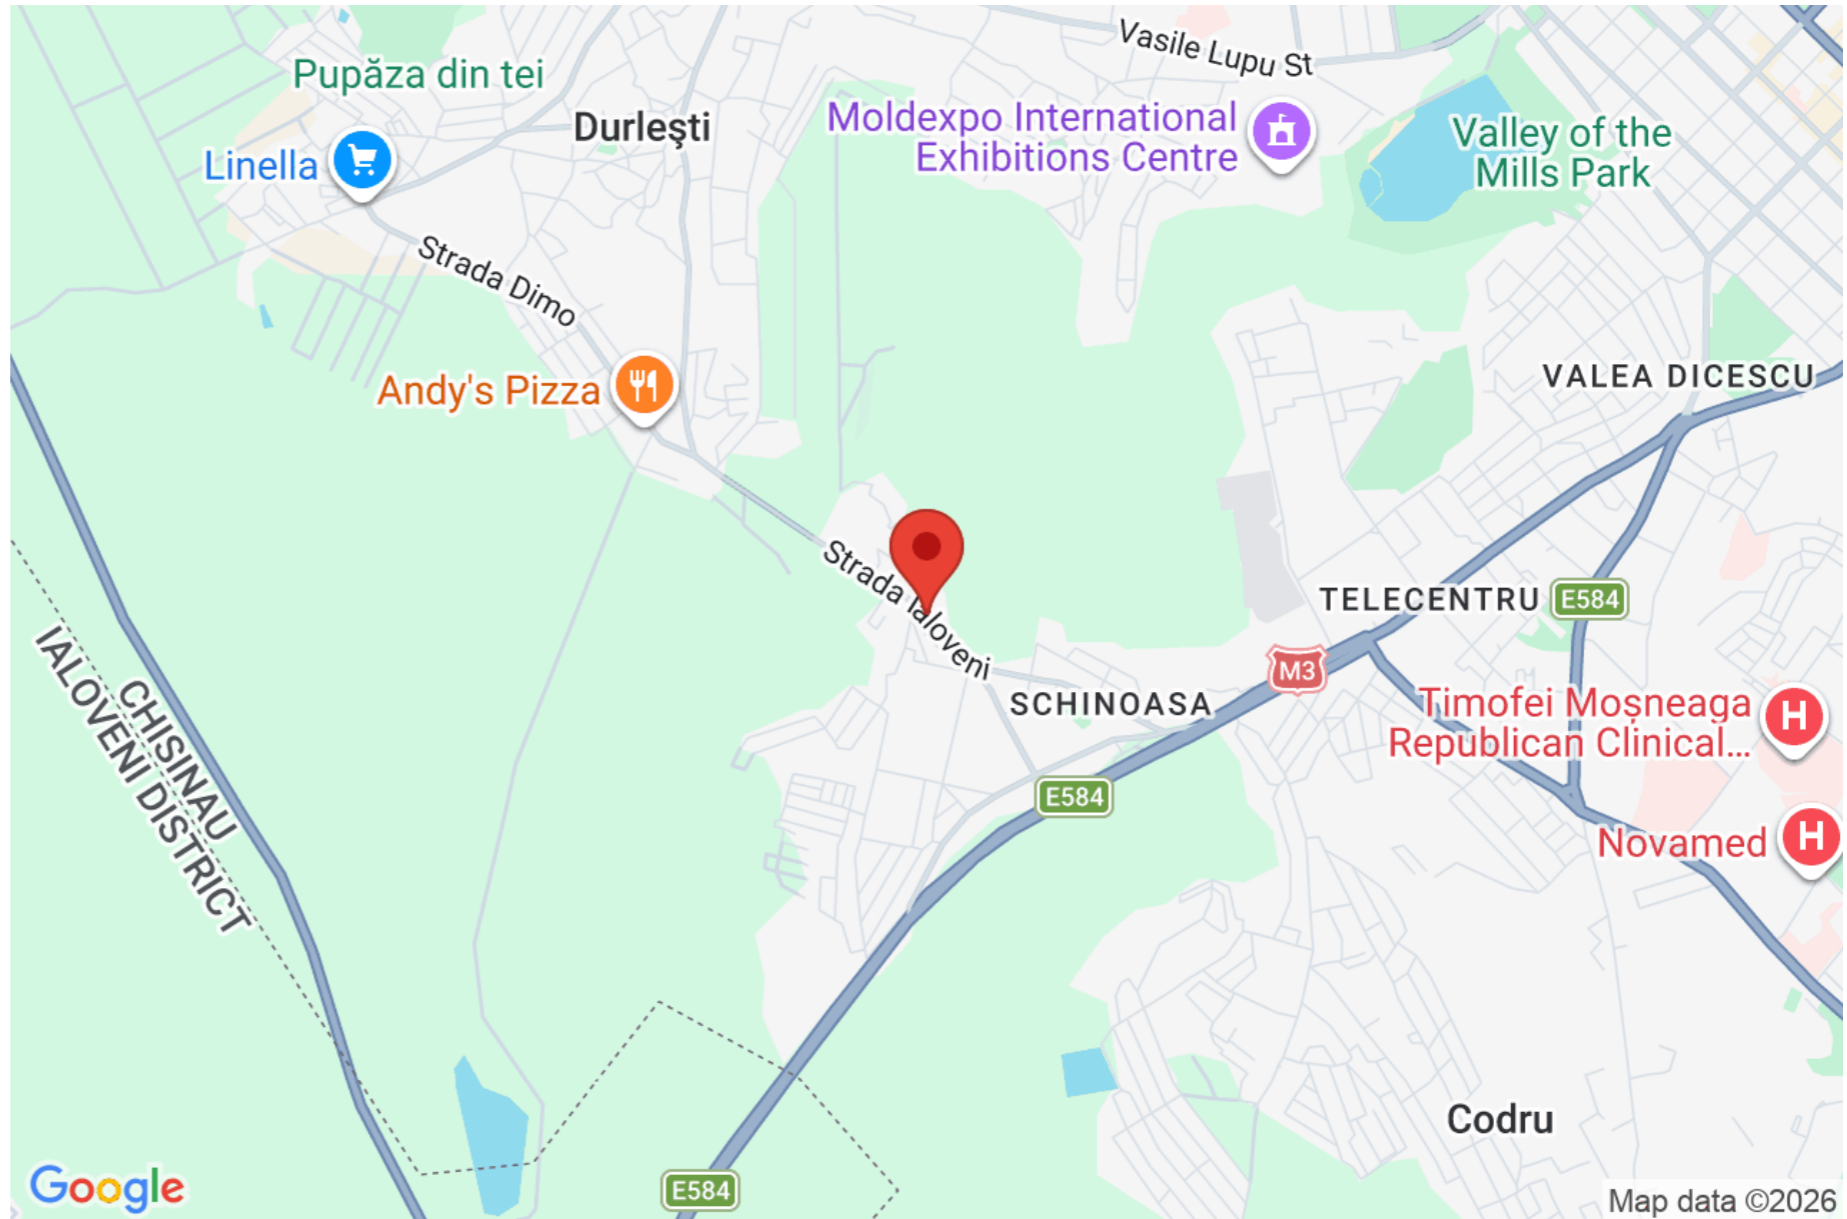 Vasile Lupu St
Pupăza din tei
Durleşti
Moldexpo International
Exhibitions Centre
Valley of the
Mills Park
Linella
Strada Dimo
Andy's Pizza
VALEA DICESCU
Strada Ialoveni
TELECENTRU
E584
M3
SCHINOASA
Timofei Moșneaga
Republican Clinical...
H
CHISINAU
IALOVENI DISTRICT
E584
Novamed
H
Codru
Google
E584
Map data ©2026